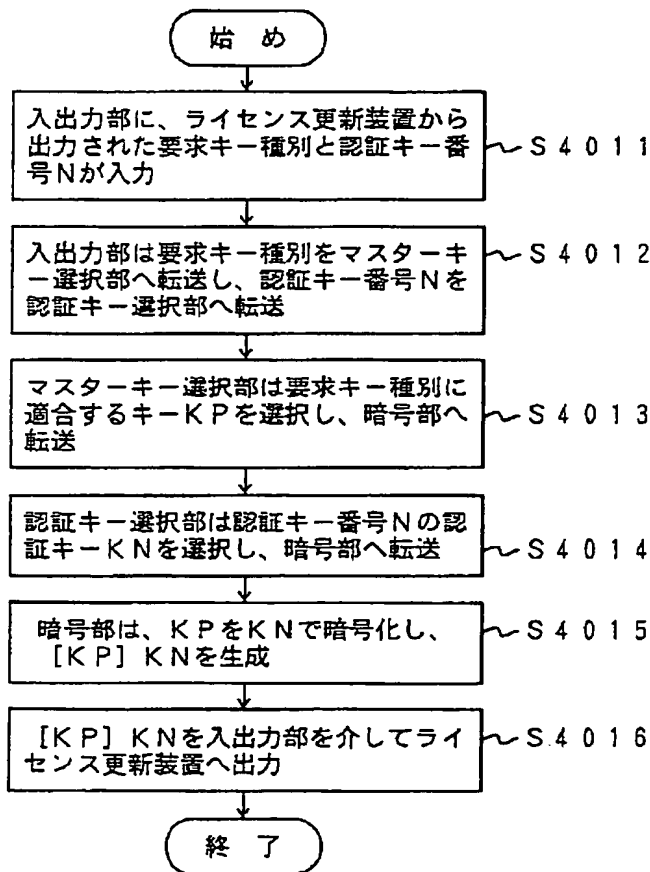 始め
入出力部に、ライセンス更新装置から
出力された要求キー種別と認証キー番
号Nが入力
S4011
入出力部は要求キー種別をマスターキ
ー選択部へ転送し、認証キー番号Nを
認証キー選択部へ転送
S4012
マスターキー選択部は要求キー種別に
適合するキーKPを選択し、暗号部へ
転送
S4013
認証キー選択部は認証キー番号Nの認
証キーKNを選択し、暗号部へ転送
S4014
暗号部は、KPをKNで暗号化し、
[KP] KNを生成
S4015
[KP] KNを入出力部を介してライ
センス更新装置へ出力
S4016
終了